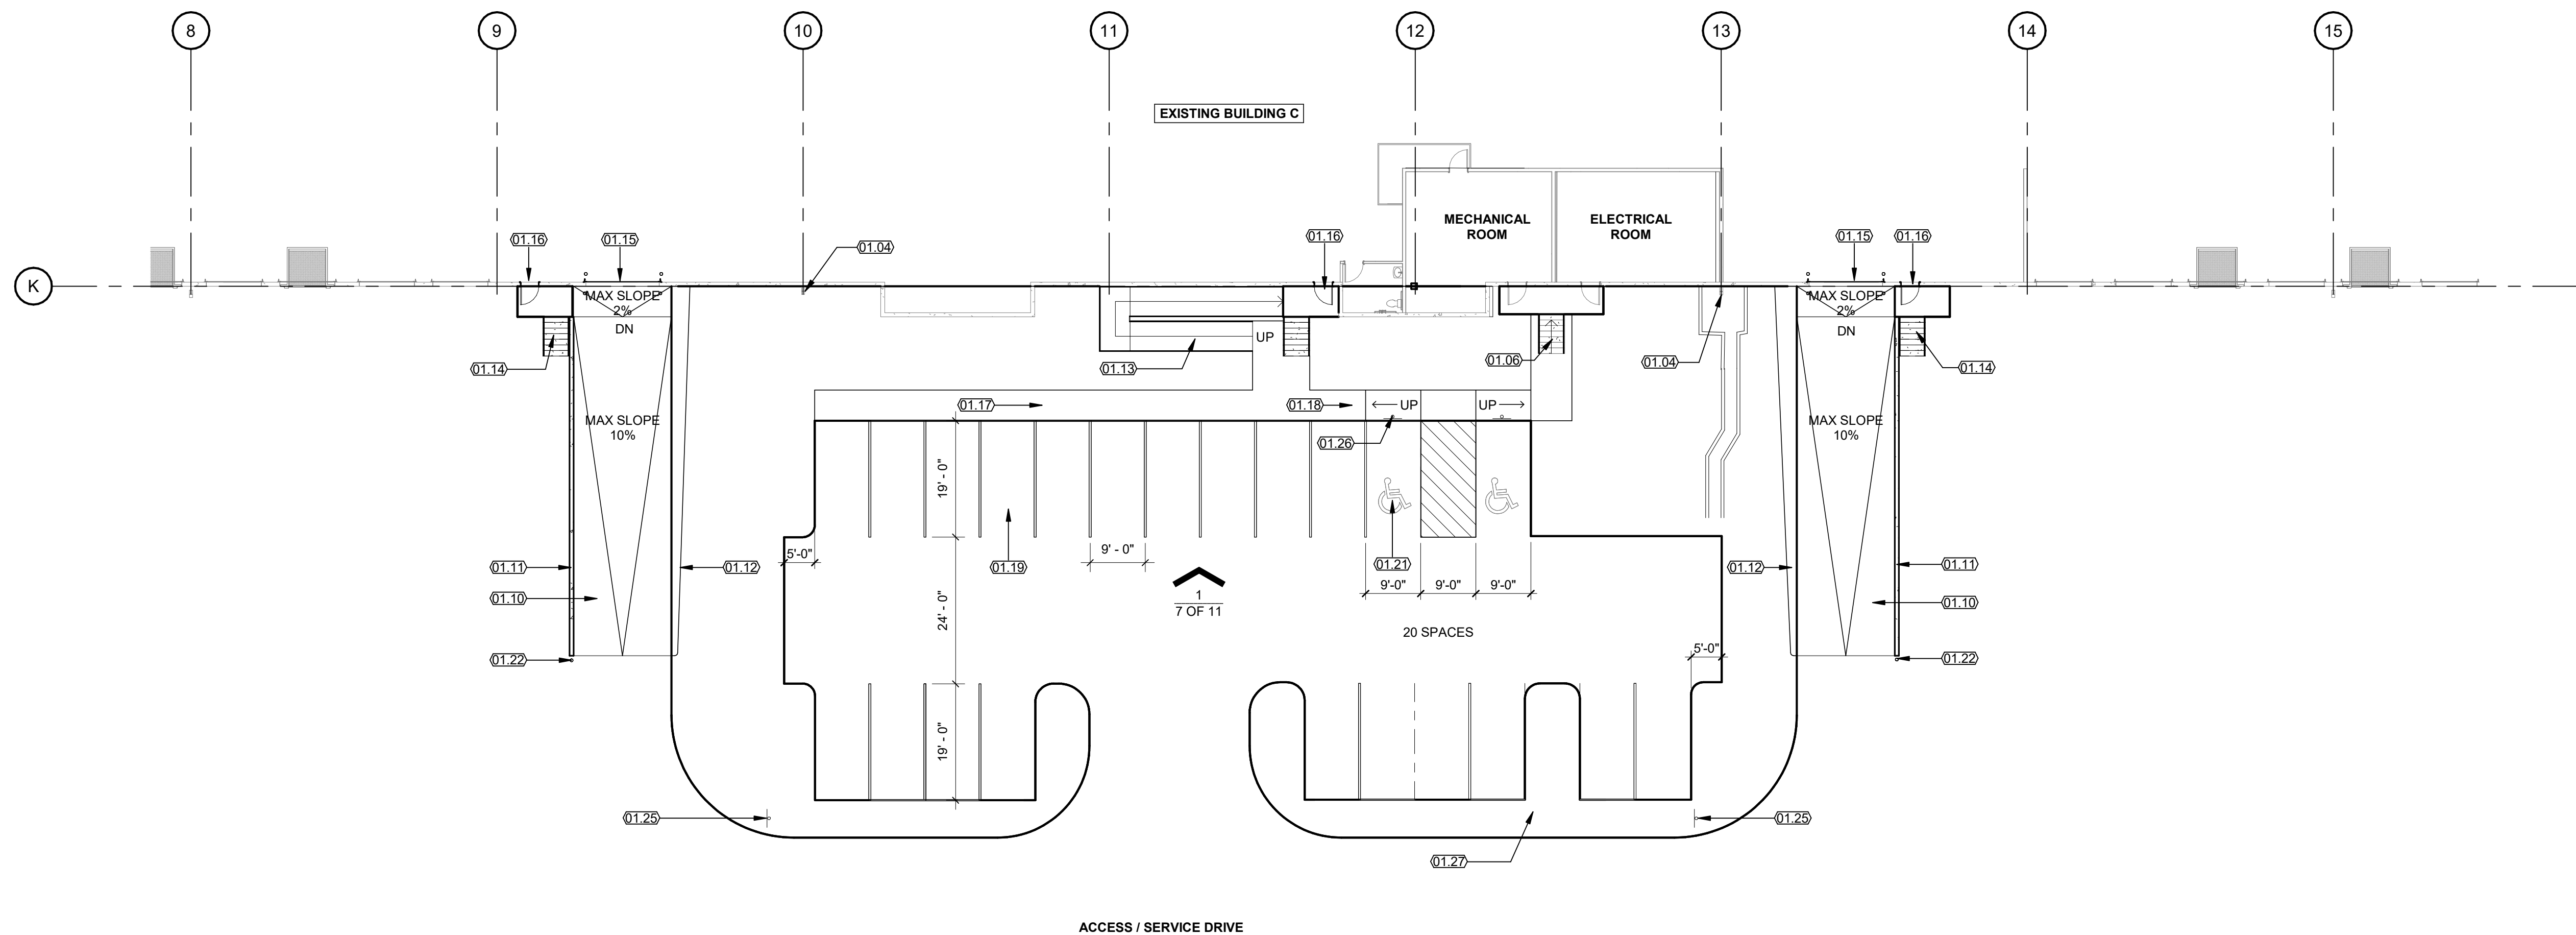 8
9
10
11
12
13
14
15
EXISTING BUILDING C
MECHANICAL
ROOM
ELECTRICAL
ROOM
01.16
01.15
01.04
01.16
01.15
01.16
K
MAX SLOPE
2%
DN
MAX SLOPE
2%
DN
UP
01.14
01.13
01.06
01.04
01.14
01.17
01.18
UP
UP
MAX SLOPE
10%
01.26
MAX SLOPE
10%
19' - 0"
01.21
5'-0"
9' - 0"
01.11
01.12
01.19
01.12
01.11
9'-0"
9'-0"
9'-0"
01.10
24' - 0"
1
7 OF 11
01.10
20 SPACES
5'-0"
01.22
01.22
19' - 0"
01.25
01.25
01.27
ACCESS / SERVICE DRIVE